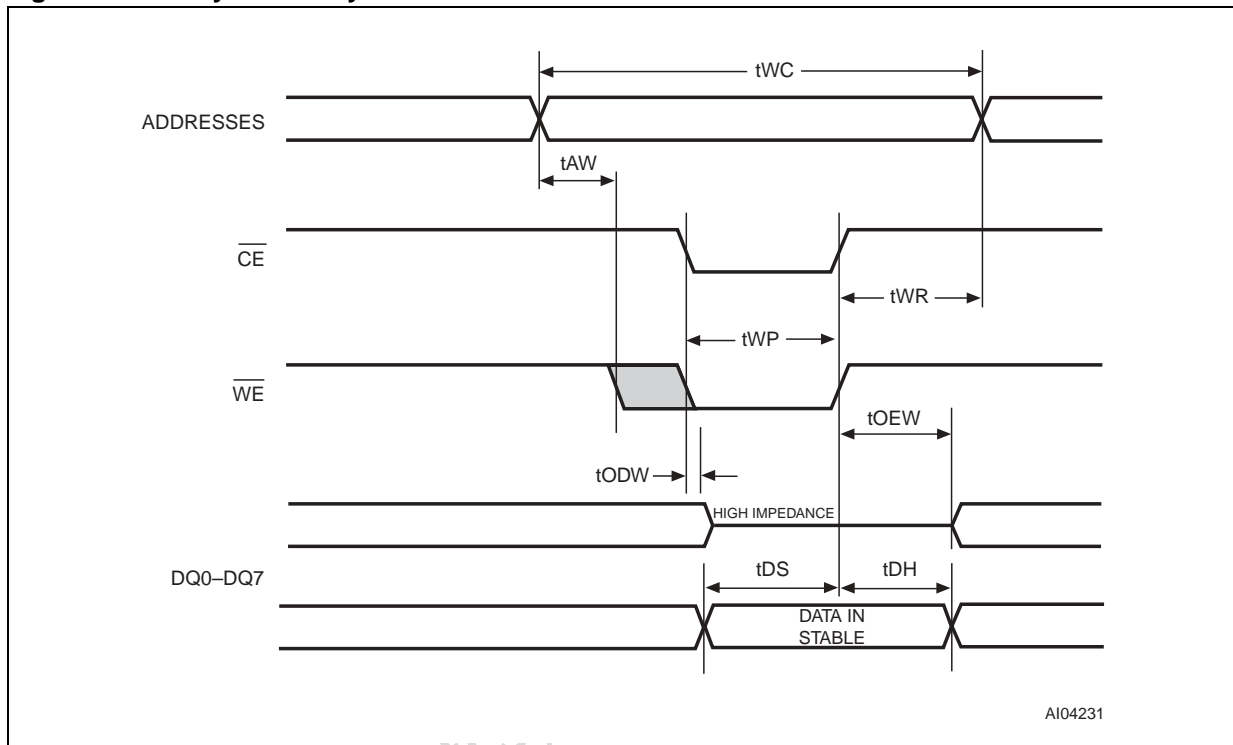 tWC
ADDRESSES
tAW
CE
tWR
tWP
WE
tOEW
tODW
HIGH IMPEDANCE
DQ0–DQ7
tDS
tDH
DATA IN
STABLE
AI04231